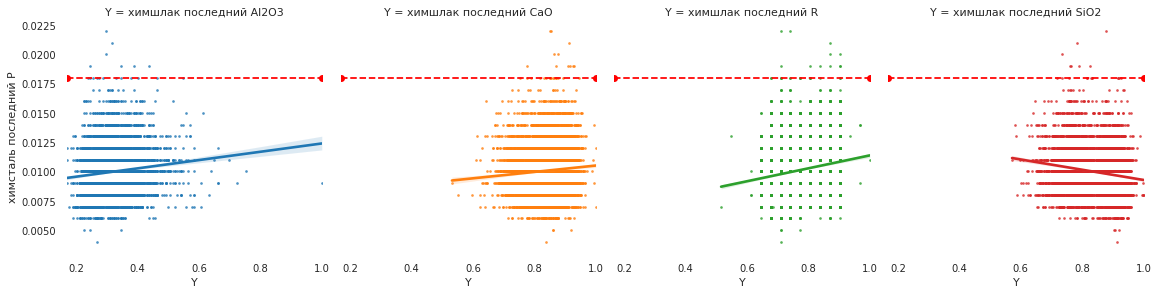 Y = химшлак последний Al2O3
Y = химшлак последний CaO
Y = химшлак последний R
Y = химшлак последний SiO2
химсталь последний P
0.0225
0.0200
0.0175
0.0150
0.0125
0.0100
0.0075
0.0050
0.2 0.4 0.6 0.8 1.0
0.2 0.4 0.6 0.8 1.0
0.2 0.4 0.6 0.8 1.0
0.2 0.4 0.6 0.8 1.0
Y
Y
Y
Y